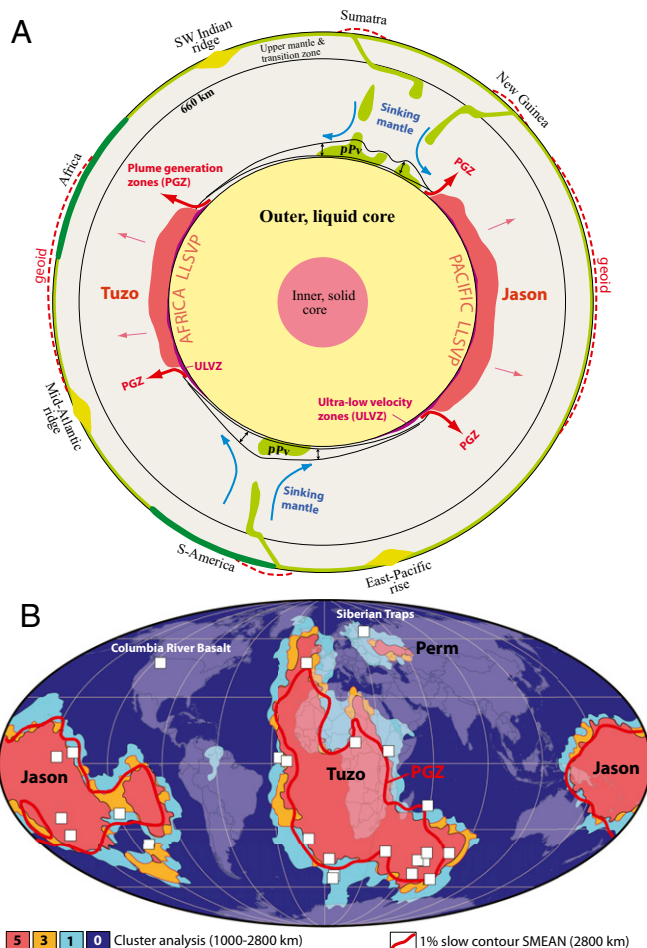 A
SW Indian
ridge
Sumatra
Upper mantle &
transition zone
New Guinea
660 km
Sinking
mantle
Africa
Plume generation
zones (PGZ)
pPv
PGZ
Outer, liquid core
geoid
Tuzo
AFRICA LLSVP
Inner, solid
core
PACIFIC LLSVP
Jason
geoid
ULVZ
PGZ
Mid-Atlantic
ridge
Ultra-low velocity
zones (ULVZ)
PGZ
pPv
Sinking
mantle
S-America
East-Pacific
rise
B
Siberian Traps
Columbia River Basalt
Perm
Jason
Tuzo
PGZ
Jason
5 3 1 0 Cluster analysis (1000-2800 km)
1% slow contour SMEAN (2800 km)